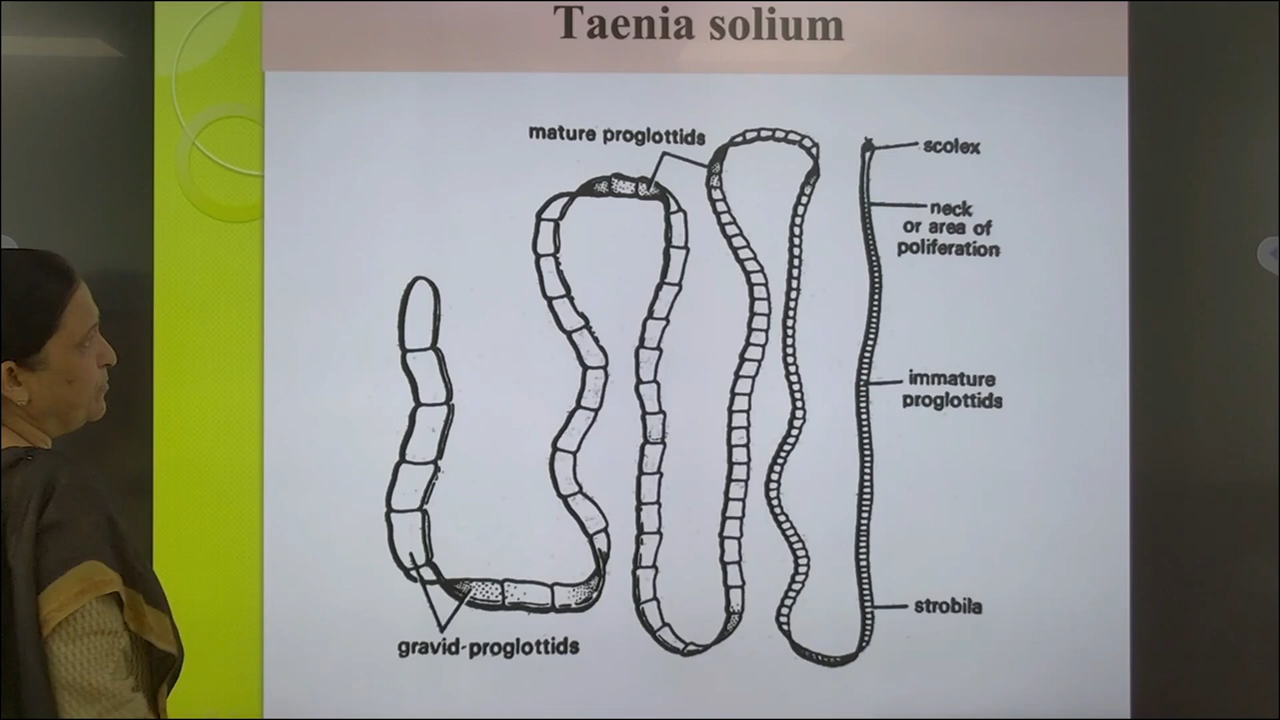 Taenia solium
mature proglottids
scolex
neck
or area of
poliferation
immature
proglottids
strobila
gravid-proglottids